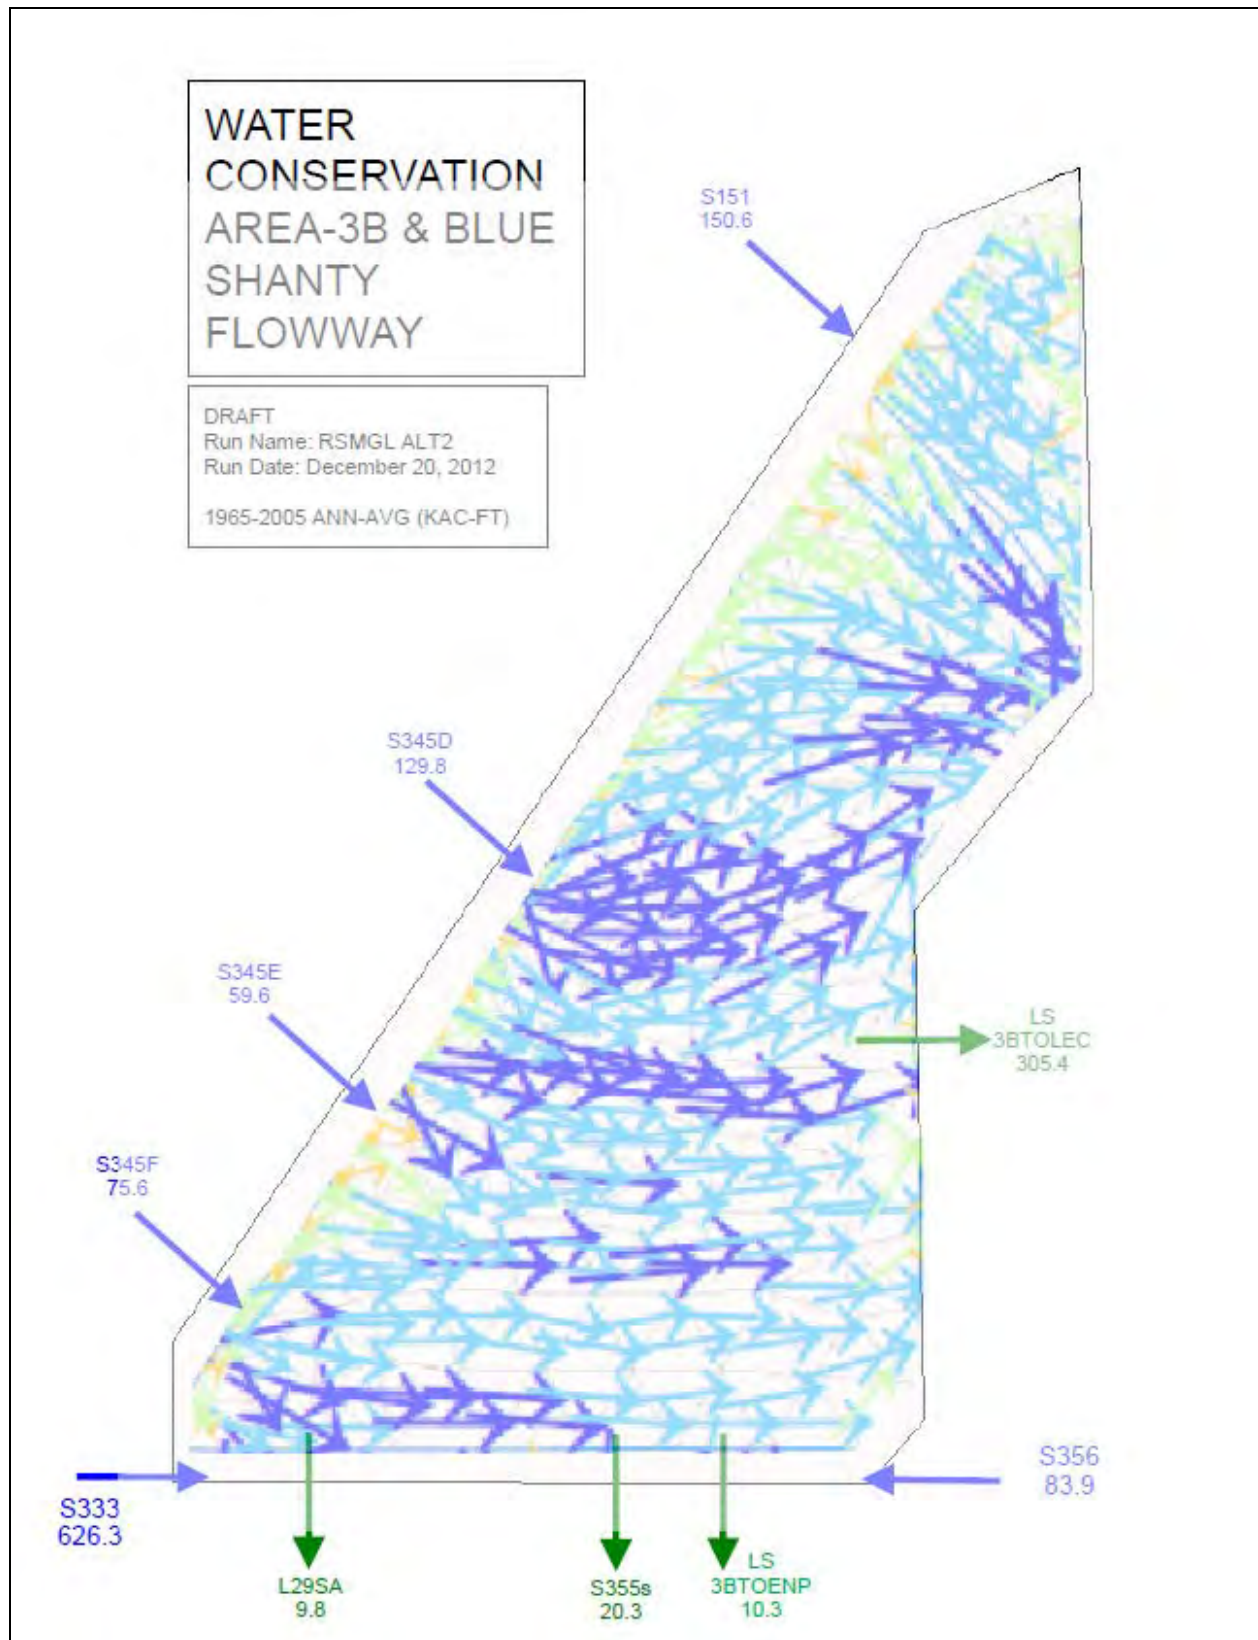 WATER
CONSERVATION
AREA-3B & BLUE
SHANTY
FLOWWAY
DRAFT
Run Name: RSMGL ALT2
Run Date: December 20, 2012
1965-2005 ANN-AVG (KAC-FT)
S151
150.6
S345D
129.8
S345E
59.6
LS
3BTOLEC
305.4
S345F
75.6
S333
626.3
S356
83.9
L29SA
9.8
S355s
20.3
LS
3BTOENP
10.3